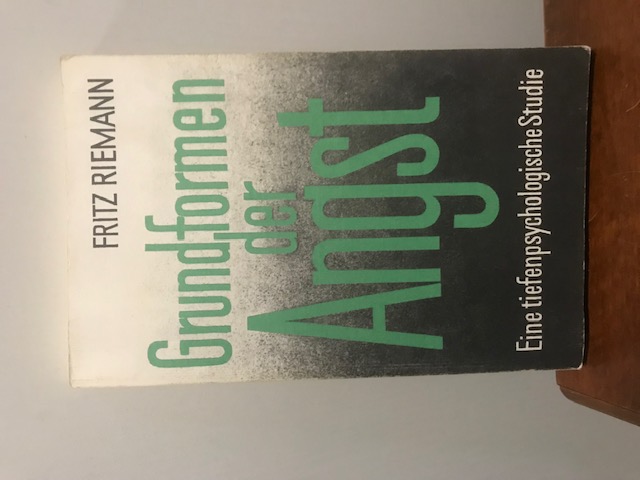 FRITZ RIEMANN
Grundformen
der
Angst
Eine tiefenpsychologische Studie